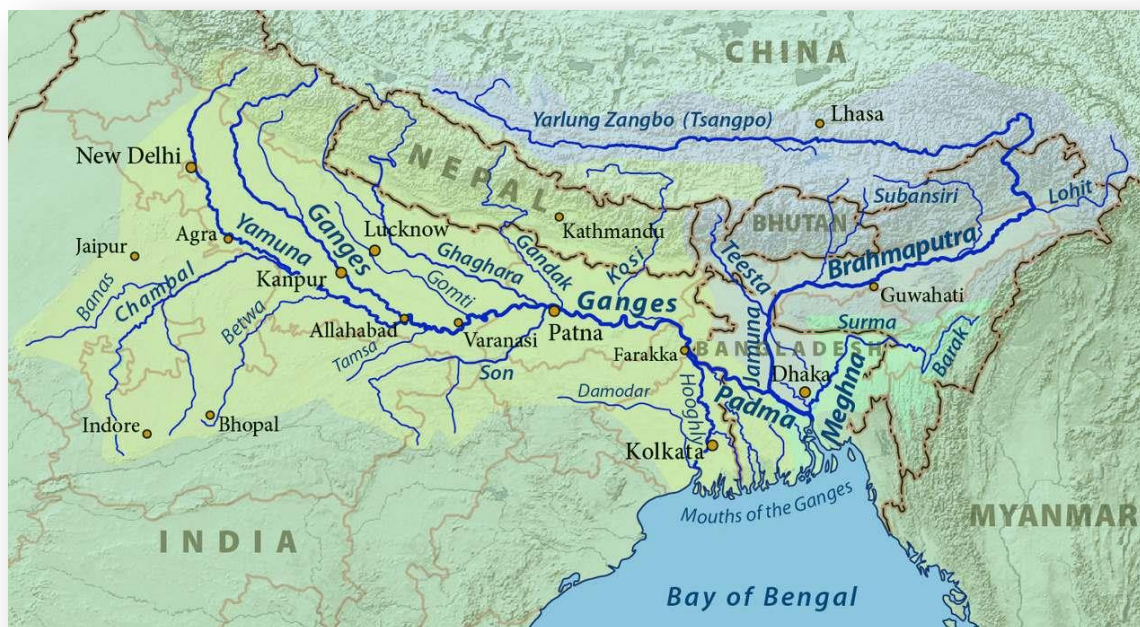 CHINA
Yarlung Zangbo (Tsangpo)
Lhasa
New Delhi
NEPAL
Subansiri
Lohit
Yamuna
Ganges
Lucknow
Kathmandu
BHUTAN
Agra
Jaipur
Ghaghara
Gandak
Kosi
Teesta
Brahmaputra
Banas
Chambal
Kanpur
Gomti
Ganges
Guwahati
Betwa
Allahabad
Varanasi
Patna
Jamuna
Surma
Tamsa
Son
Farakka
BANGLADESH
Barak
Dhaka
Meghna
Damodar
Hooghly
Padma
Indore
Bhopal
Kolkata
Mouths of the Ganges
INDIA
MYANMAR
Bay of Bengal